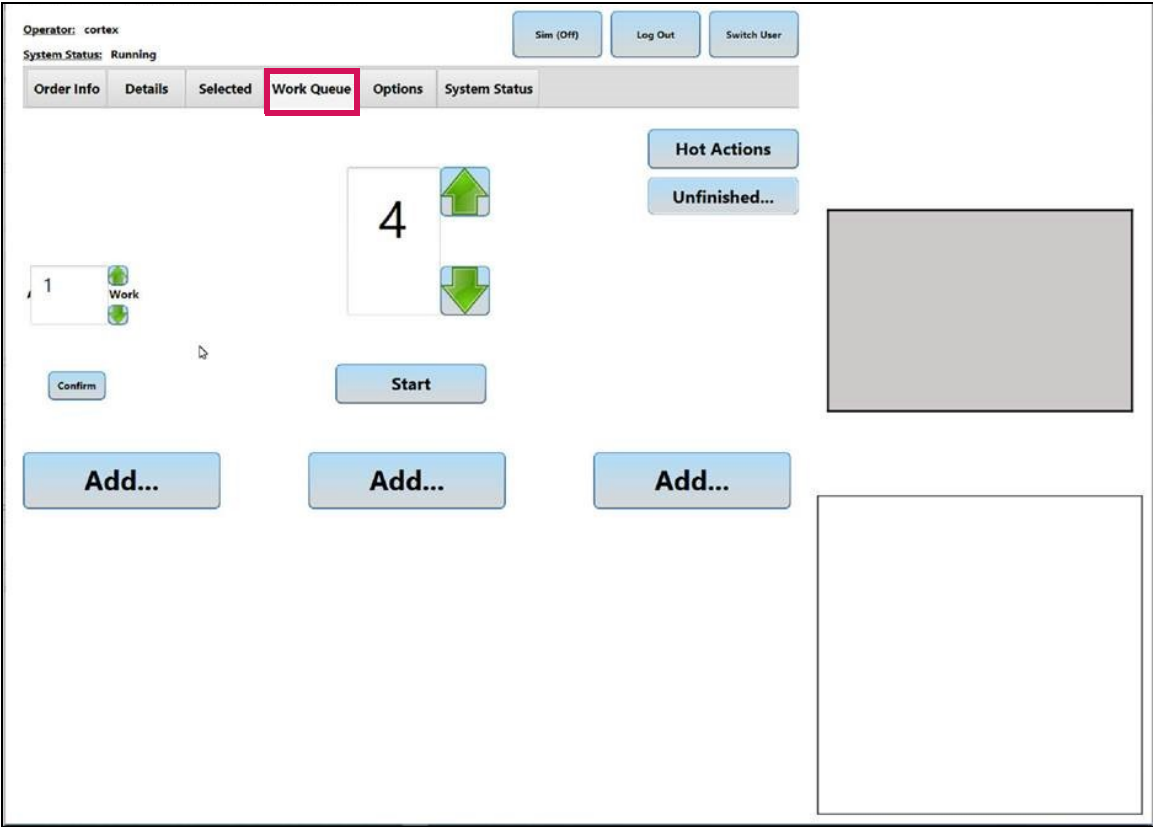 Operator: cortex
System Status: Running
Sim (Off)
Log Out
Switch User
Order Info
Details
Selected
Work Queue
Options
System Status
Hot Actions
Unfinished...
4
1
Work
Confirm
Start
Add...
Add...
Add...